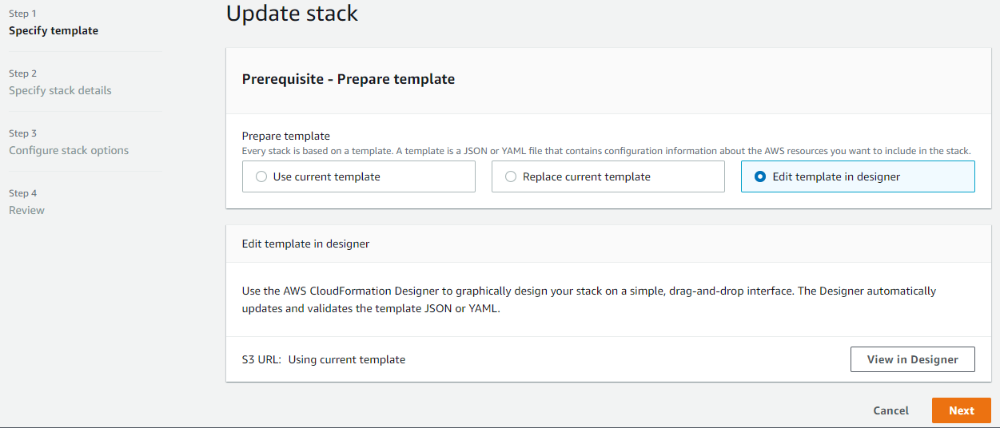 Step 1
Specify template
Step 2
Specify stack details
Step 3
Configure stack options
Step 4
Review
Update stack
Prerequisite - Prepare template
Prepare template
Every stack is based on a template. A template is a JSON or YAML file that contains configuration information about the AWS resources you want to include in the stack.
Use current template
Replace current template
Edit template in designer
Edit template in designer
Use the AWS CloudFormation Designer to graphically design your stack on a simple, drag-and-drop interface. The Designer automatically
updates and validates the template JSON or YAML.
S3 URL: Using current template
View in Designer
Cancel
Next